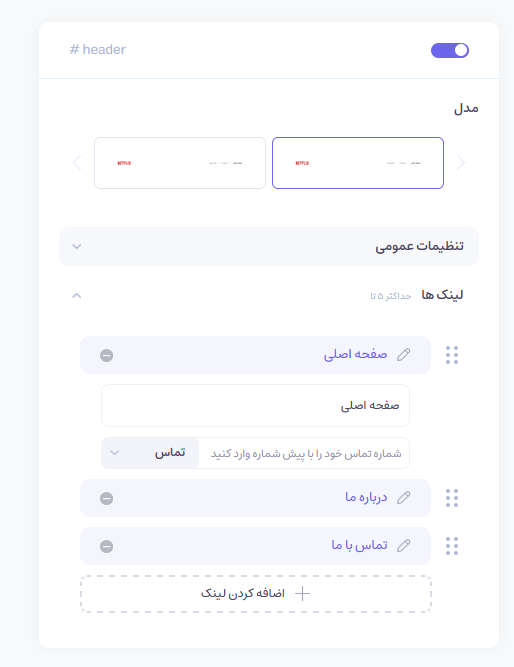 # header
مدل
NETFLIX
NETFLIX
تنظیمات عمومی
لینک ها
حداکثر ۵ تا
صفحه اصلی
صفحه اصلی
شماره تماس خود را با پیش شماره وارد کنید
تماس
درباره ما
تماس با ما
اضافه کردن لینک